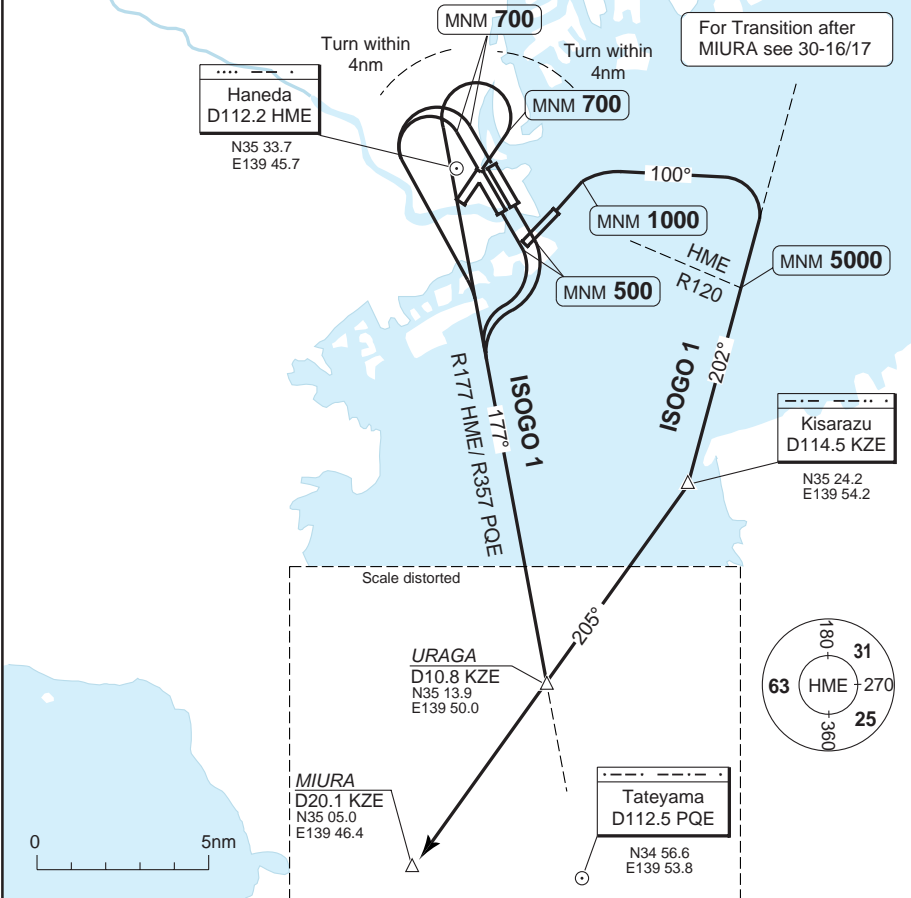 MNM 700
Turn within
4nm
Turn within
4nm
For Transition after
MIURA see 30-16/17
Haneda
D112.2 HME
N35 33.7
E139 45.7
MNM 700
100°
MNM 1000
HME
R120
MNM 5000
MNM 500
ISOGO 1
202°
R177 HME/ R357 PQE
177°
ISOGO 1
Kisarazu
D114.5 KZE
N35 24.2
E139 54.2
Scale distorted
205°
URAGA
D10.8 KZE
N35 13.9
E139 50.0
180
31
63
HME
270
25
360
MIURA
D20.1 KZE
N35 05.0
E139 46.4
Tateyama
D112.5 PQE
N34 56.6
E139 53.8
0
5nm